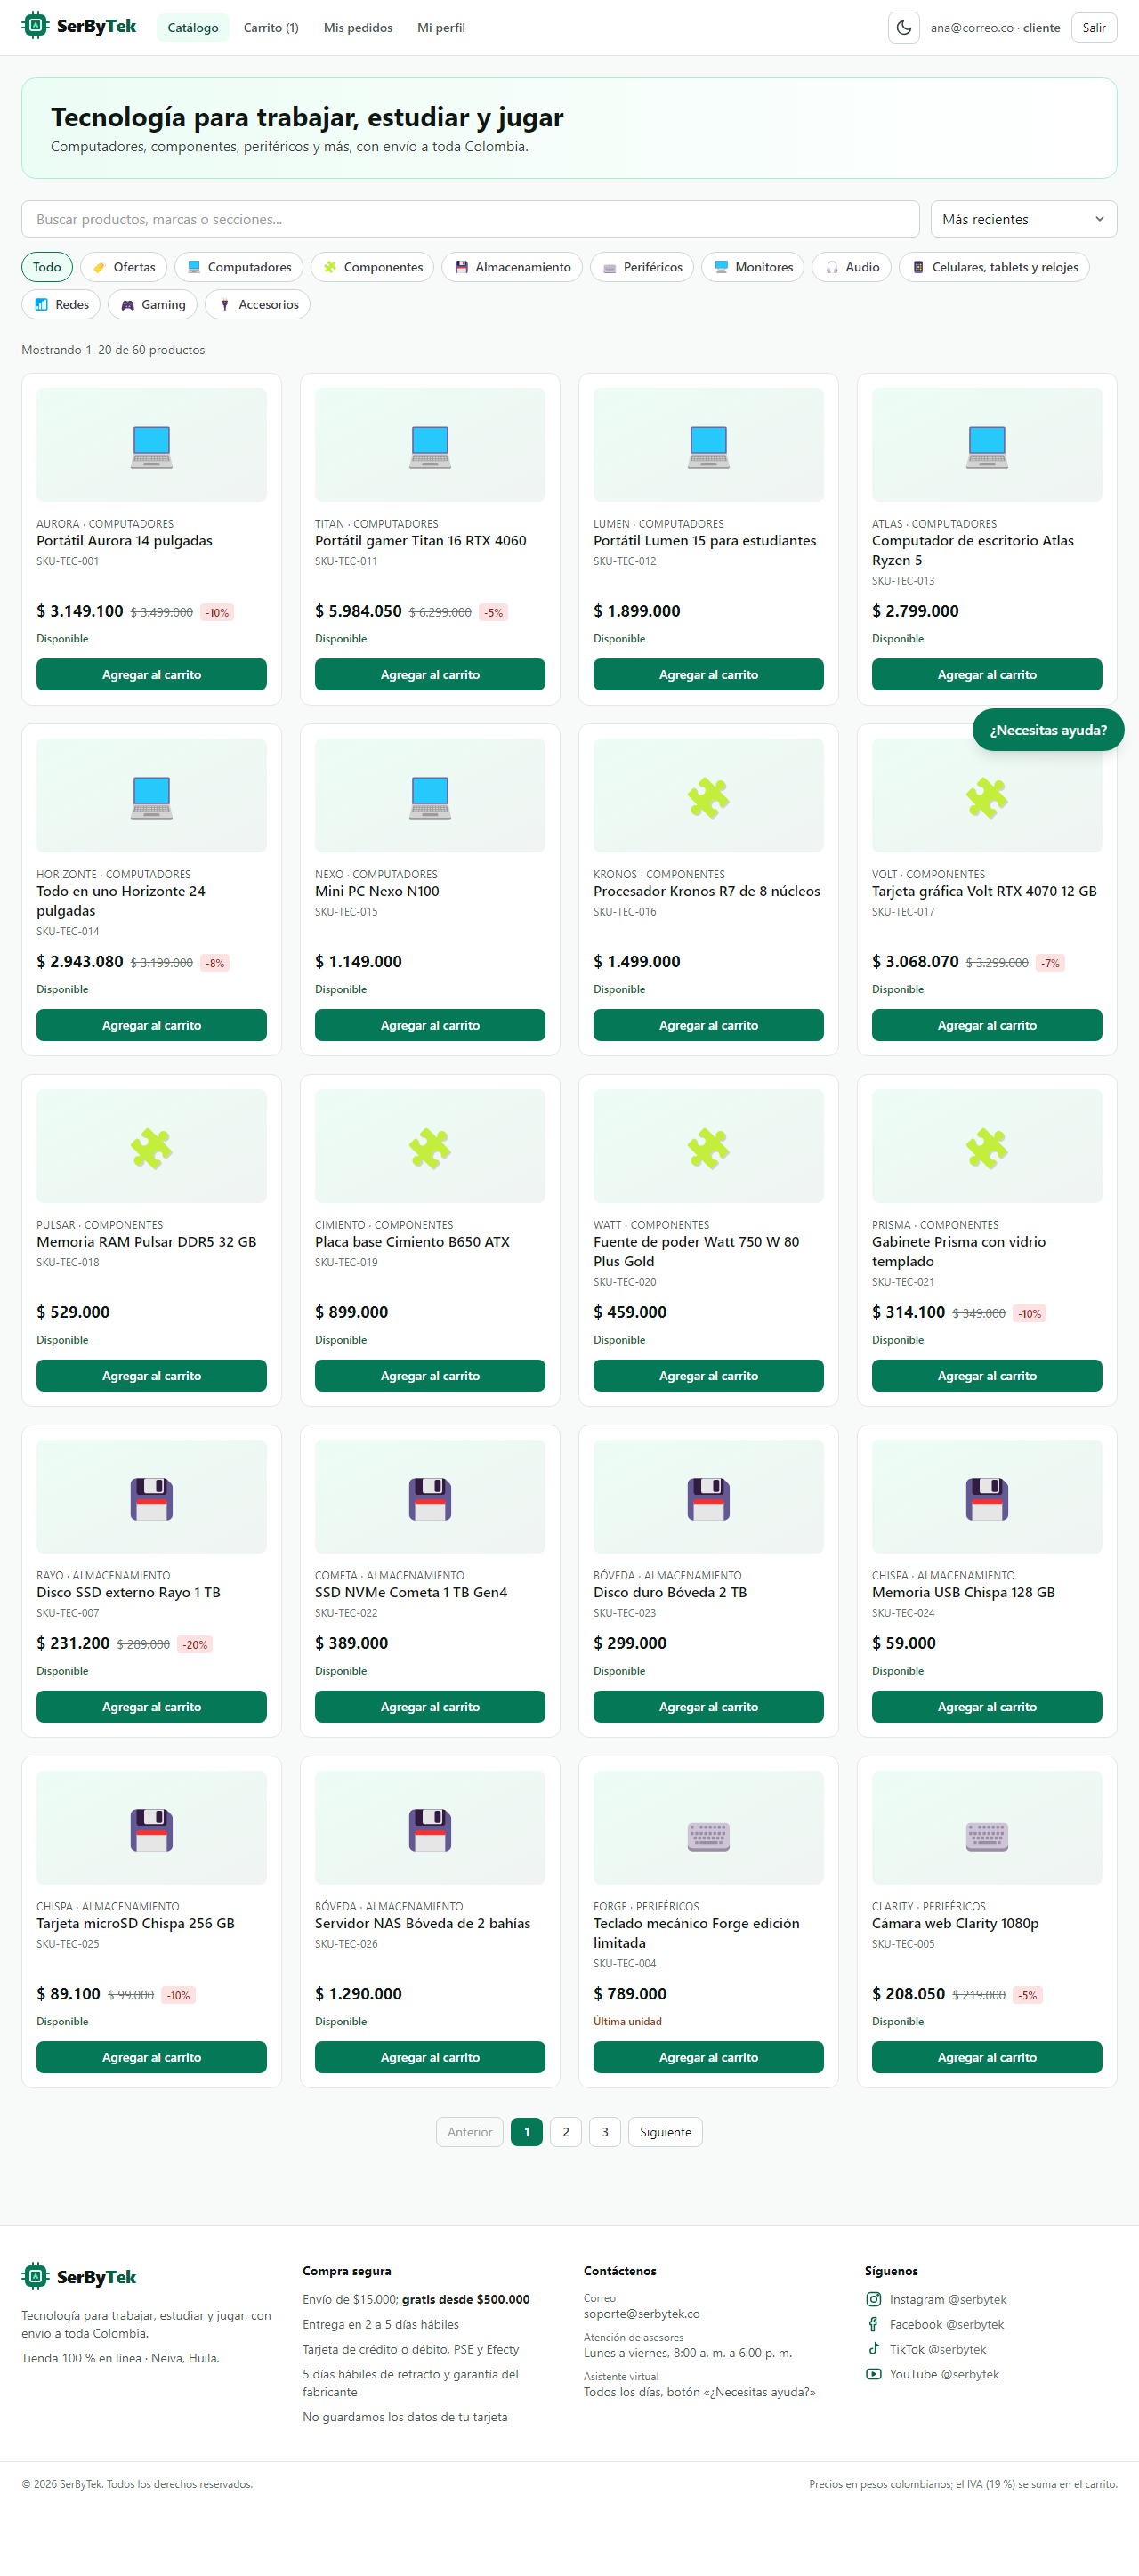 SerByTek
Catálogo
Carrito (1)
Mis pedidos
Mi perfil
ana@correo.co · cliente
Salir
Tecnología para trabajar, estudiar y jugar
Computadores, componentes, periféricos y más, con envío a toda Colombia.
Buscar productos, marcas o secciones...
Más recientes
Todo
Ofertas
Computadores
Componentes
Almacenamiento
Periféricos
Monitores
Audio
Celulares, tablets y relojes
Redes
Gaming
Accesorios
Mostrando 1–20 de 60 productos
AURORA · COMPUTADORES
Portátil Aurora 14 pulgadas
SKU-TEC-001
$ 3.149.100 $ 3.499.000 -10%
Disponible
Agregar al carrito
TITAN · COMPUTADORES
Portátil gamer Titan 16 RTX 4060
SKU-TEC-011
$ 5.984.050 $ 6.299.000 -5%
Disponible
Agregar al carrito
LUMEN · COMPUTADORES
Portátil Lumen 15 para estudiantes
SKU-TEC-012
$ 1.899.000
Disponible
Agregar al carrito
ATLAS · COMPUTADORES
Computador de escritorio Atlas
Ryzen 5
SKU-TEC-013
$ 2.799.000
Disponible
Agregar al carrito
¿Necesitas ayuda?
HORIZONTE · COMPUTADORES
Todo en uno Horizonte 24
pulgadas
SKU-TEC-014
$ 2.943.080 $ 3.199.000 -8%
Disponible
Agregar al carrito
NEXO · COMPUTADORES
Mini PC Nexo N100
SKU-TEC-015
$ 1.149.000
Disponible
Agregar al carrito
KRONOS · COMPONENTES
Procesador Kronos R7 de 8 núcleos
SKU-TEC-016
$ 1.499.000
Disponible
Agregar al carrito
VOLT · COMPONENTES
Tarjeta gráfica Volt RTX 4070 12 GB
SKU-TEC-017
$ 3.068.070 $ 3.299.000 -7%
Disponible
Agregar al carrito
PULSAR · COMPONENTES
Memoria RAM Pulsar DDR5 32 GB
SKU-TEC-018
$ 529.000
Disponible
Agregar al carrito
CIMIENTO · COMPONENTES
Placa base Cimiento B650 ATX
SKU-TEC-019
$ 899.000
Disponible
Agregar al carrito
WATT · COMPONENTES
Fuente de poder Watt 750 W 80
Plus Gold
SKU-TEC-020
$ 459.000
Disponible
Agregar al carrito
PRISMA · COMPONENTES
Gabinete Prisma con vidrio
templado
SKU-TEC-021
$ 314.100 $ 349.000 -10%
Disponible
Agregar al carrito
RAYO · ALMACENAMIENTO
Disco SSD externo Rayo 1 TB
SKU-TEC-007
$ 231.200 $ 289.000 -20%
Disponible
Agregar al carrito
COMETA · ALMACENAMIENTO
SSD NVMe Cometa 1 TB Gen4
SKU-TEC-022
$ 389.000
Disponible
Agregar al carrito
BÓVEDA · ALMACENAMIENTO
Disco duro Bóveda 2 TB
SKU-TEC-023
$ 299.000
Disponible
Agregar al carrito
CHISPA · ALMACENAMIENTO
Memoria USB Chispa 128 GB
SKU-TEC-024
$ 59.000
Disponible
Agregar al carrito
CHISPA · ALMACENAMIENTO
Tarjeta microSD Chispa 256 GB
SKU-TEC-025
$ 89.100 $ 99.000 -10%
Disponible
Agregar al carrito
BÓVEDA · ALMACENAMIENTO
Servidor NAS Bóveda de 2 bahías
SKU-TEC-026
$ 1.290.000
Disponible
Agregar al carrito
FORGE · PERIFÉRICOS
Teclado mecánico Forge edición
limitada
SKU-TEC-004
$ 789.000
Última unidad
Agregar al carrito
CLARITY · PERIFÉRICOS
Cámara web Clarity 1080p
SKU-TEC-005
$ 208.050 $ 219.000 -5%
Disponible
Agregar al carrito
Anterior
1
2
3
Siguiente
SerByTek
Tecnología para trabajar, estudiar y jugar, con
envío a toda Colombia.
Tienda 100 % en línea · Neiva, Huila.
Compra segura
Envío de $15.000; gratis desde $500.000
Entrega en 2 a 5 días hábiles
Tarjeta de crédito o débito, PSE y Efecty
5 días hábiles de retracto y garantía del
fabricante
No guardamos los datos de tu tarjeta
Contáctenos
Correo
soporte@serbytek.co
Atención de asesores
Lunes a viernes, 8:00 a. m. a 6:00 p. m.
Asistente virtual
Todos los días, botón «¿Necesitas ayuda?»
Síguenos
Instagram @serbytek
Facebook @serbytek
TikTok @serbytek
YouTube @serbytek
© 2026 SerByTek. Todos los derechos reservados.
Precios en pesos colombianos; el IVA (19 %) se suma en el carrito.